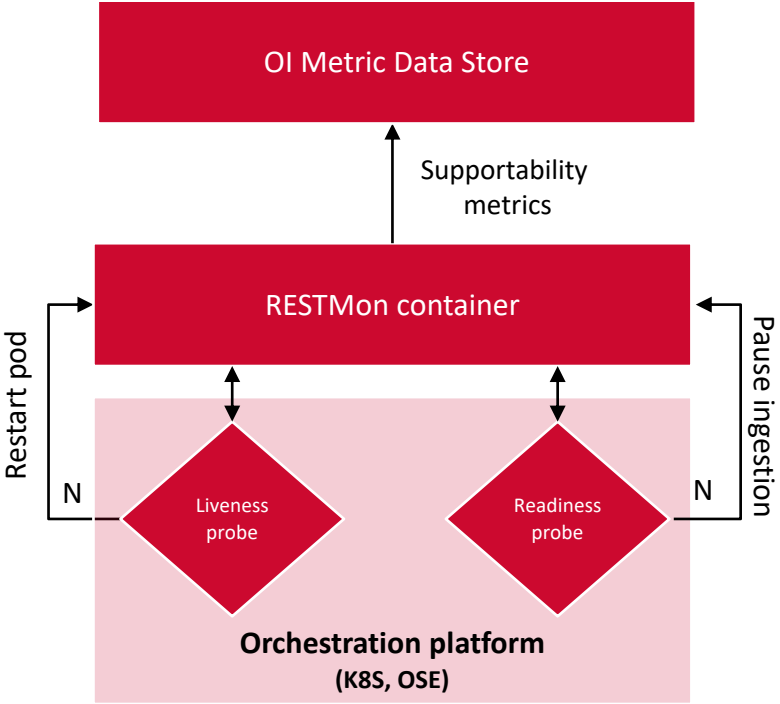 OI Metric Data Store
Supportability
metrics
RESTMon container
Restart pod
Pause ingestion
N
N
Liveness
probe
Readiness
probe
Orchestration platform
(K8S, OSE)